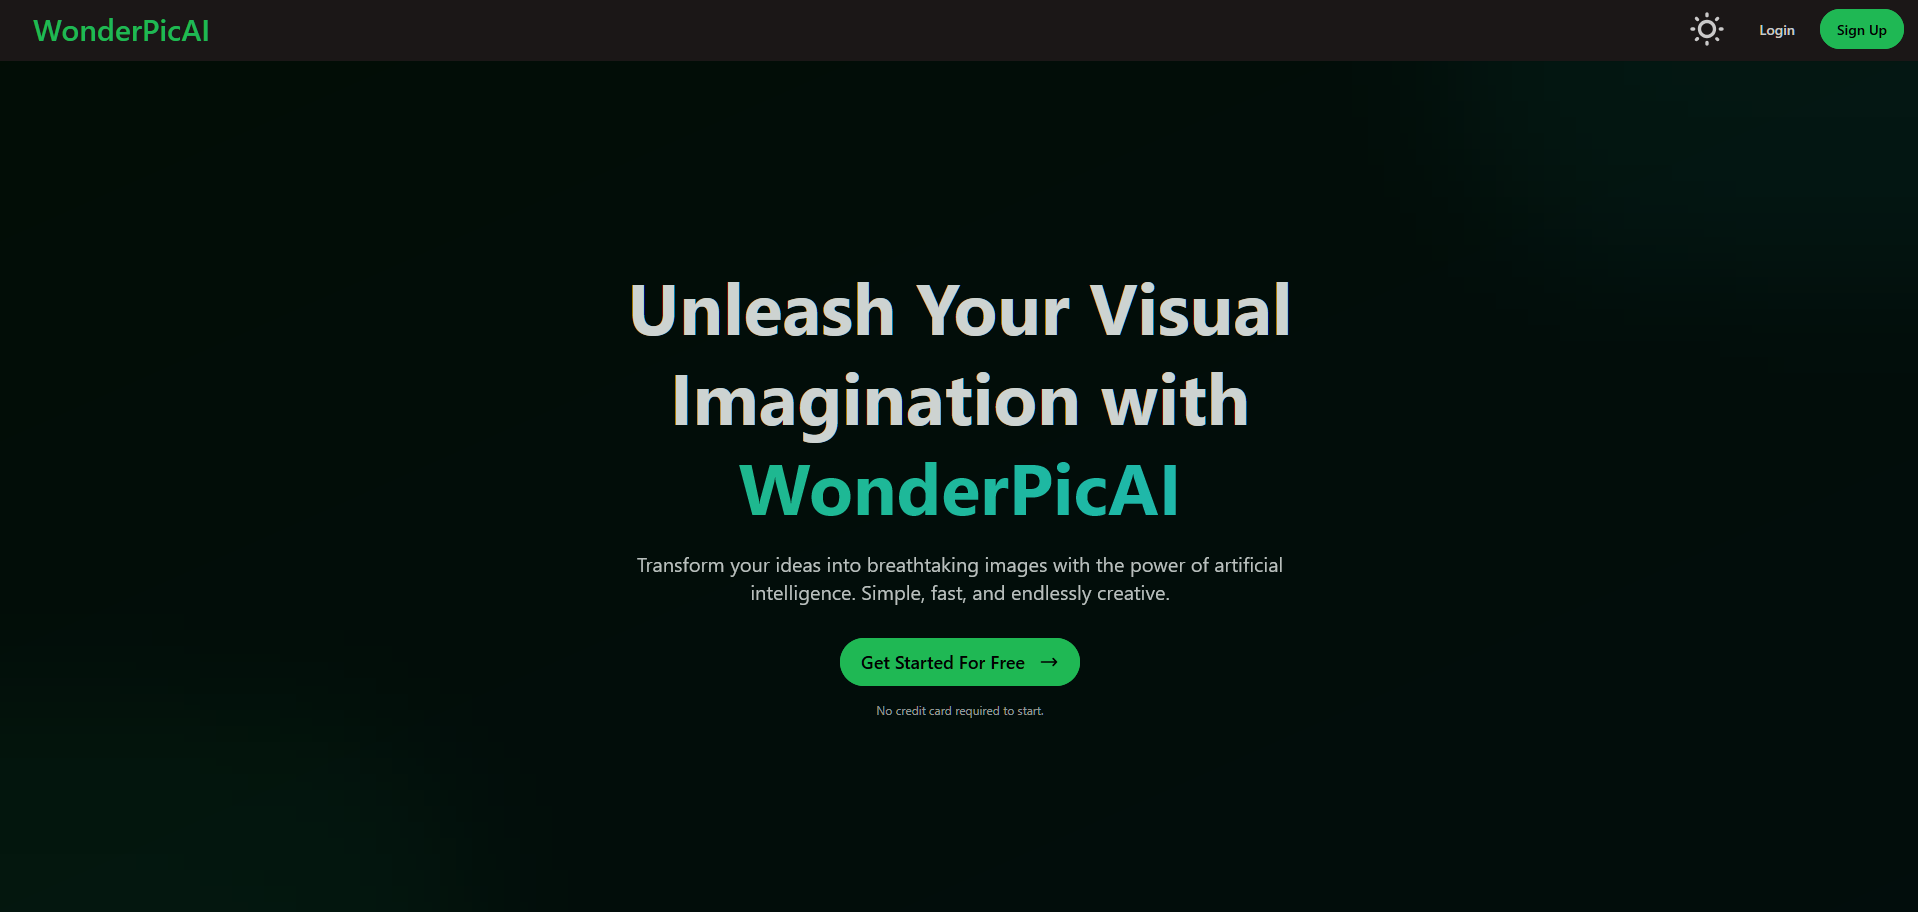 WonderPicAI
Login
Sign Up
Unleash Your Visual
Imagination with
WonderPicAI
Transform your ideas into breathtaking images with the power of artificial
intelligence. Simple, fast, and endlessly creative.
Get Started For Free →
No credit card required to start.